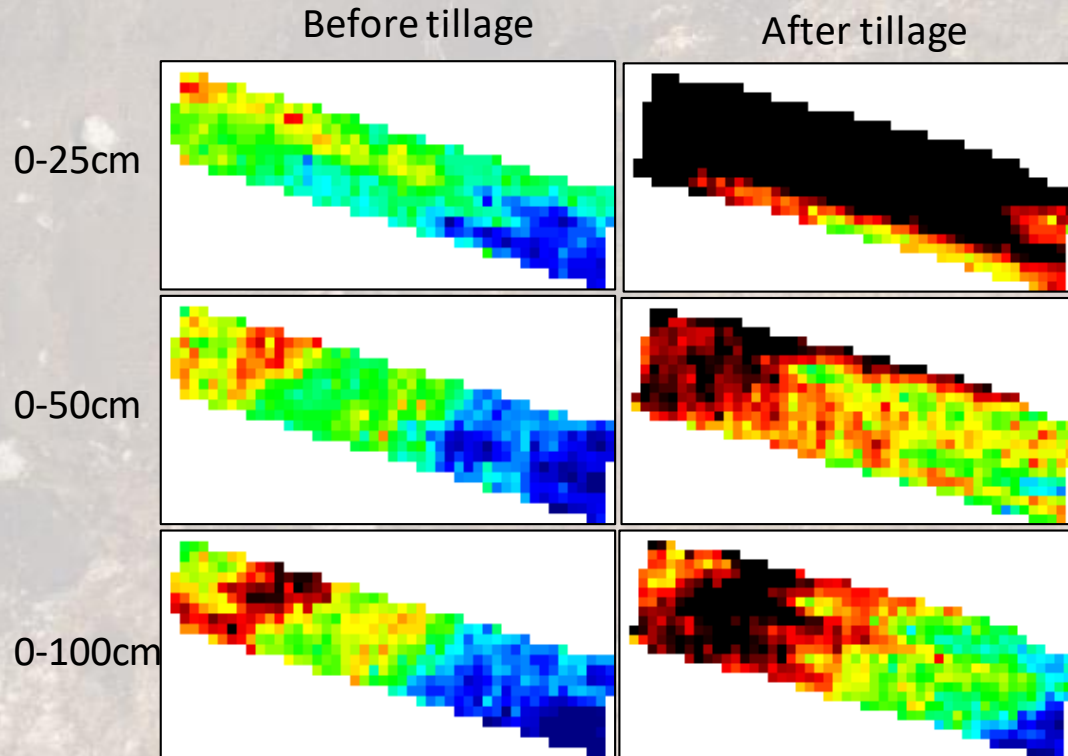 Before tillage
After tillage
0-25cm
0-50cm
0-100cm